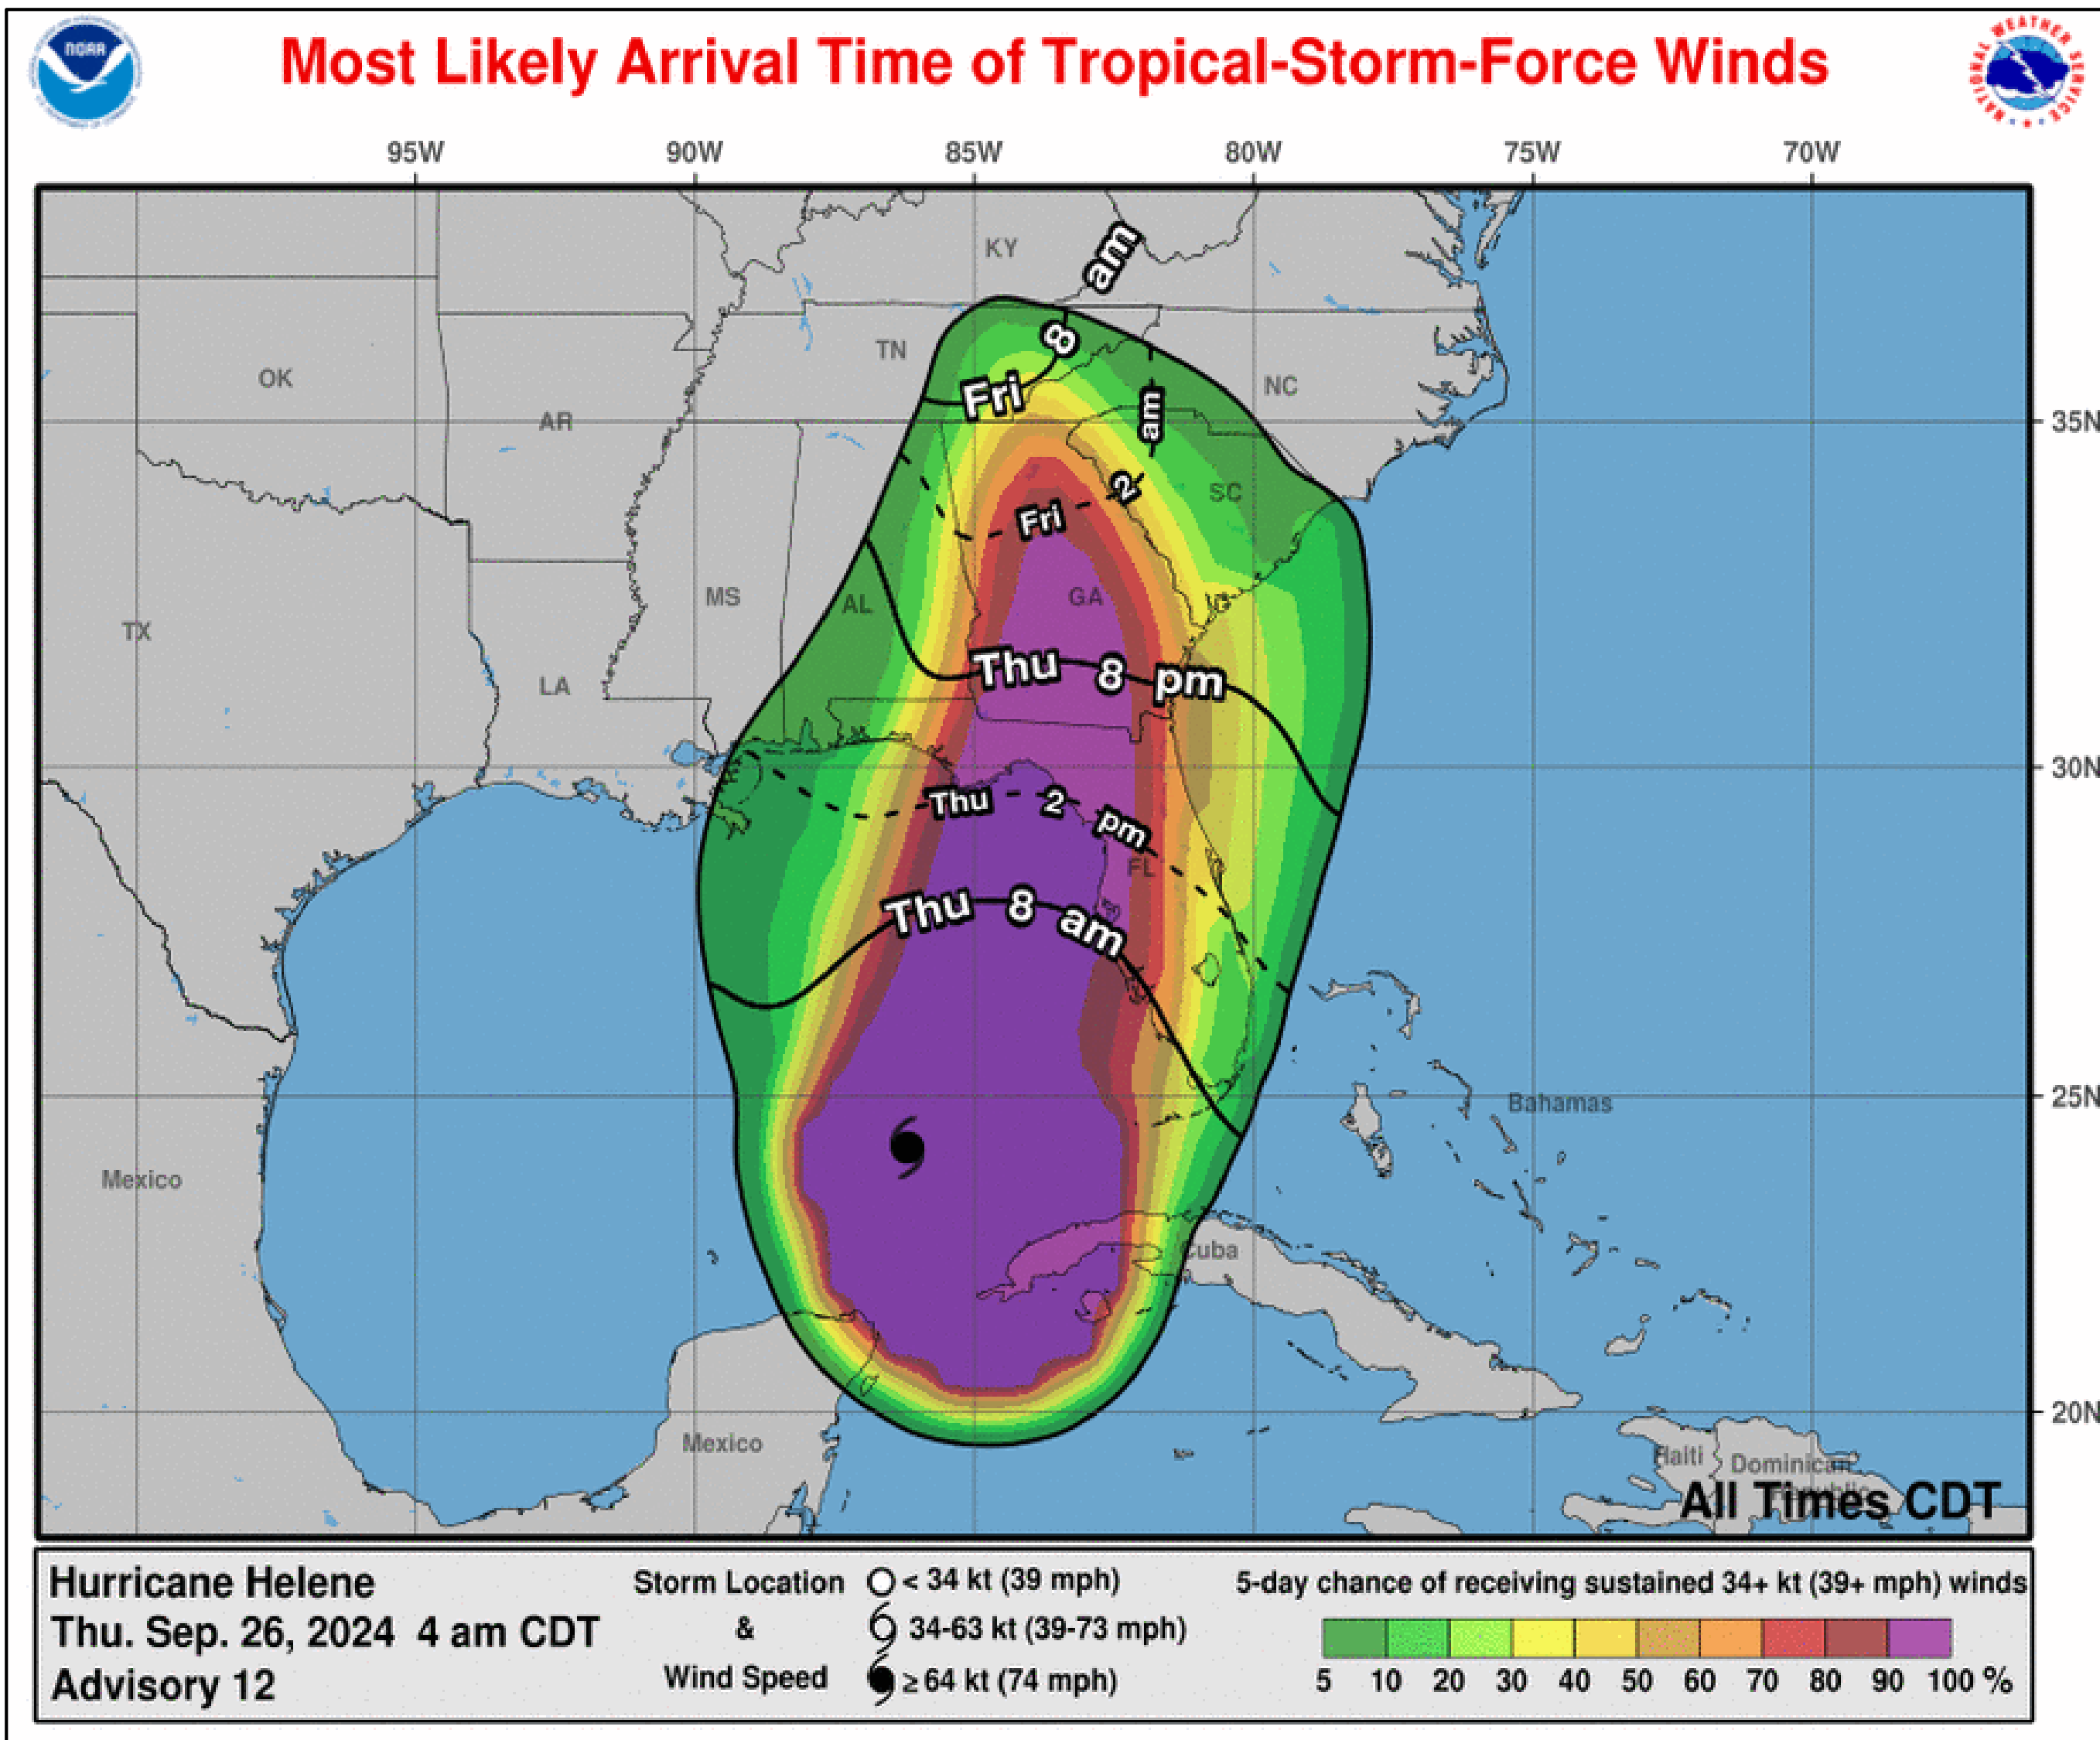 NOAA
Most Likely Arrival Time of Tropical-Storm-Force Winds
NATIONAL WEATHER SERVICE
95W 90W 85W 80W 75W 70W
KY
am
8
TN
OK
NC
Fri
am
AR
35N
SC
2
Fri
MS
AL
GA
TX
Thu 8 pm
LA
30N
Thu 2 pm
FL
Thu 8 am
25N
Bahamas
Mexico
Cuba
20N
Mexico
Haiti
Dominican
Republic
All Times CDT
Hurricane Helene
Thu. Sep. 26, 2024 4 am CDT
Advisory 12
Storm Location
&
Wind Speed
< 34 kt (39 mph)
34-63 kt (39-73 mph)
≥ 64 kt (74 mph)
5-day chance of receiving sustained 34+ kt (39+ mph) winds
5 10 20 30 40 50 60 70 80 90 100 %